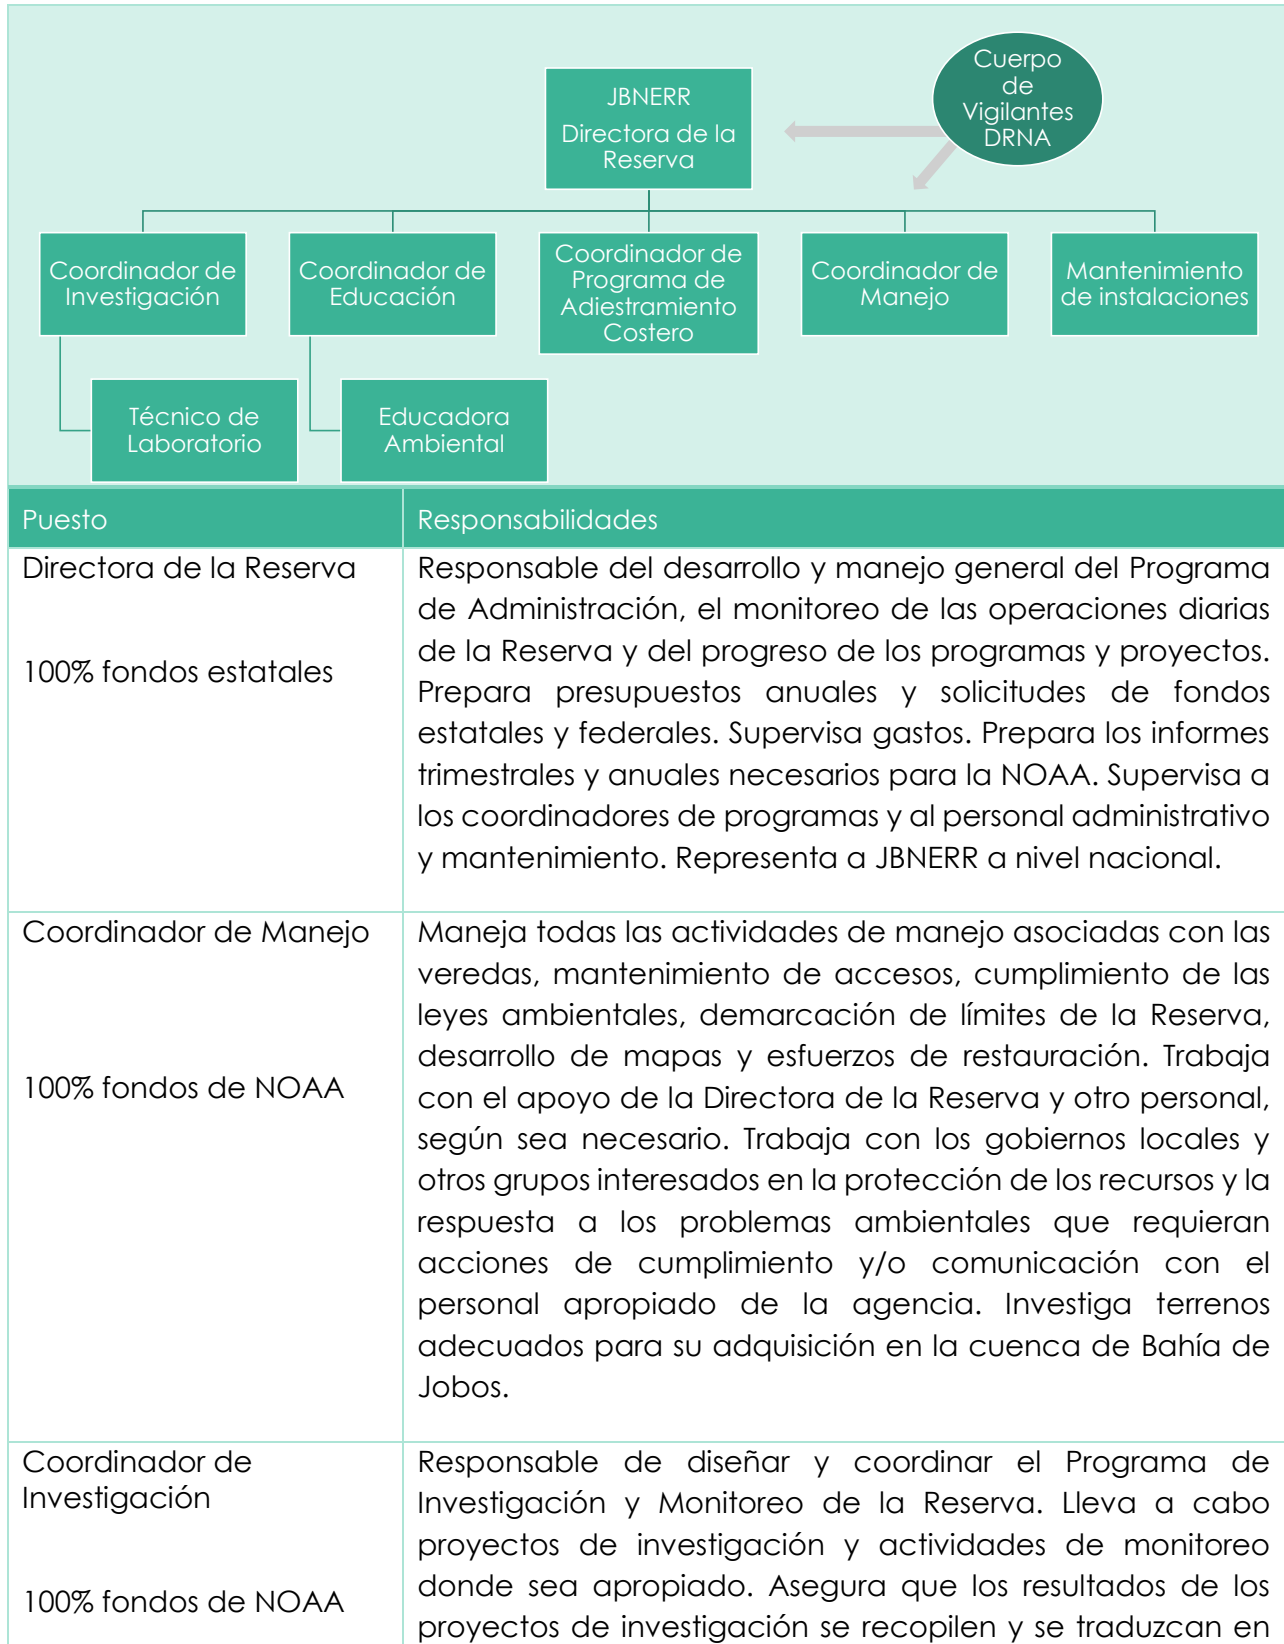 JBNERR
Directora de la
Reserva
Cuerpo
de
Vigilantes
DRNA
Coordinador de
Investigación
Coordinador de
Educación
Coordinador de
Programa de
Adiestramiento
Costero
Coordinador de
Manejo
Mantenimiento
de instalaciones
Técnico de
Laboratorio
Educadora
Ambiental
Puesto
Responsabilidades
Directora de la Reserva
100% fondos estatales
Responsable del desarrollo y manejo general del Programa
de Administración, el monitoreo de las operaciones diarias
de la Reserva y del progreso de los programas y proyectos.
Prepara presupuestos anuales y solicitudes de fondos
estatales y federales. Supervisa gastos. Prepara los informes
trimestrales y anuales necesarios para la NOAA. Supervisa a
los coordinadores de programas y al personal administrativo
y mantenimiento. Representa a JBNERR a nivel nacional.
Coordinador de Manejo
100% fondos de NOAA
Maneja todas las actividades de manejo asociadas con las
veredas, mantenimiento de accesos, cumplimiento de las
leyes ambientales, demarcación de límites de la Reserva,
desarrollo de mapas y esfuerzos de restauración. Trabaja
con el apoyo de la Directora de la Reserva y otro personal,
según sea necesario. Trabaja con los gobiernos locales y
otros grupos interesados en la protección de los recursos y la
respuesta a los problemas ambientales que requieran
acciones de cumplimiento y/o comunicación con el
personal apropiado de la agencia. Investiga terrenos
adecuados para su adquisición en la cuenca de Bahía de
Jobos.
Coordinador de
Investigación
100% fondos de NOAA
Responsable de diseñar y coordinar el Programa de
Investigación y Monitoreo de la Reserva. Lleva a cabo
proyectos de investigación y actividades de monitoreo
donde sea apropiado. Asegura que los resultados de los
proyectos de investigación se recopilen y se traduzcan en